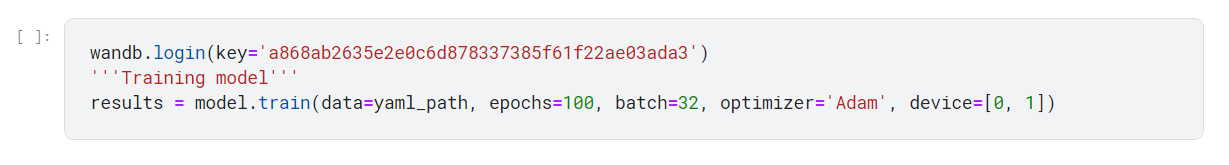 [ ]:
wandb.login(key='a868ab2635e2e0c6d878337385f61f22ae03ada3')
'''Training model'''
results = model.train(data=yaml_path, epochs=100, batch=32, optimizer='Adam', device=[0, 1])